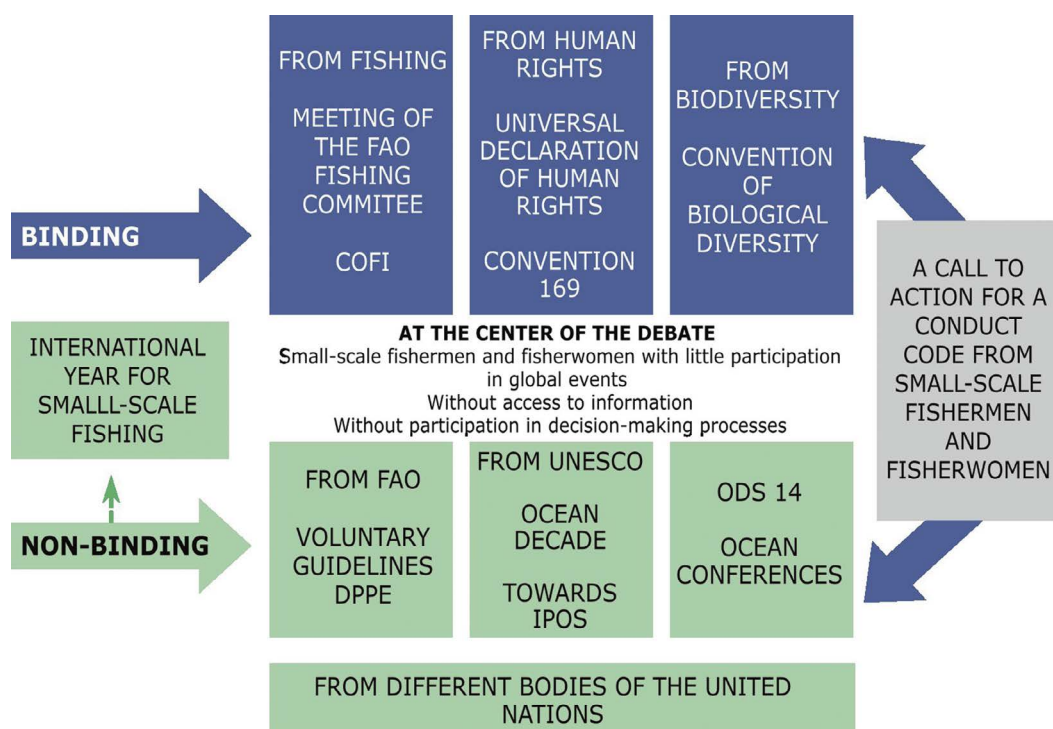 FROM FISHING
MEETING OF
THE FAO
FISHING
COMMITEE
COFI
FROM HUMAN
RIGHTS
UNIVERSAL
DECLARATION
OF HUMAN
RIGHTS
CONVENTION
169
FROM
BIODIVERSITY
CONVENTION
OF
BIOLOGICAL
DIVERSITY
BINDING
A CALL TO
ACTION FOR A
CONDUCT
CODE FROM
SMALL-SCALE
FISHERMEN
AND
FISHERWOMEN
INTERNATIONAL
YEAR FOR
SMALLL-SCALE
FISHING
AT THE CENTER OF THE DEBATE
Small-scale fishermen and fisherwomen with little participation
in global events
Without access to information
Without participation in decision-making processes
NON-BINDING
FROM FAO
VOLUNTARY
GUIDELINES
DPPE
FROM UNESCO
OCEAN
DECADE
TOWARDS
IPOS
ODS 14
OCEAN
CONFERENCES
FROM DIFFERENT BODIES OF THE UNITED
NATIONS